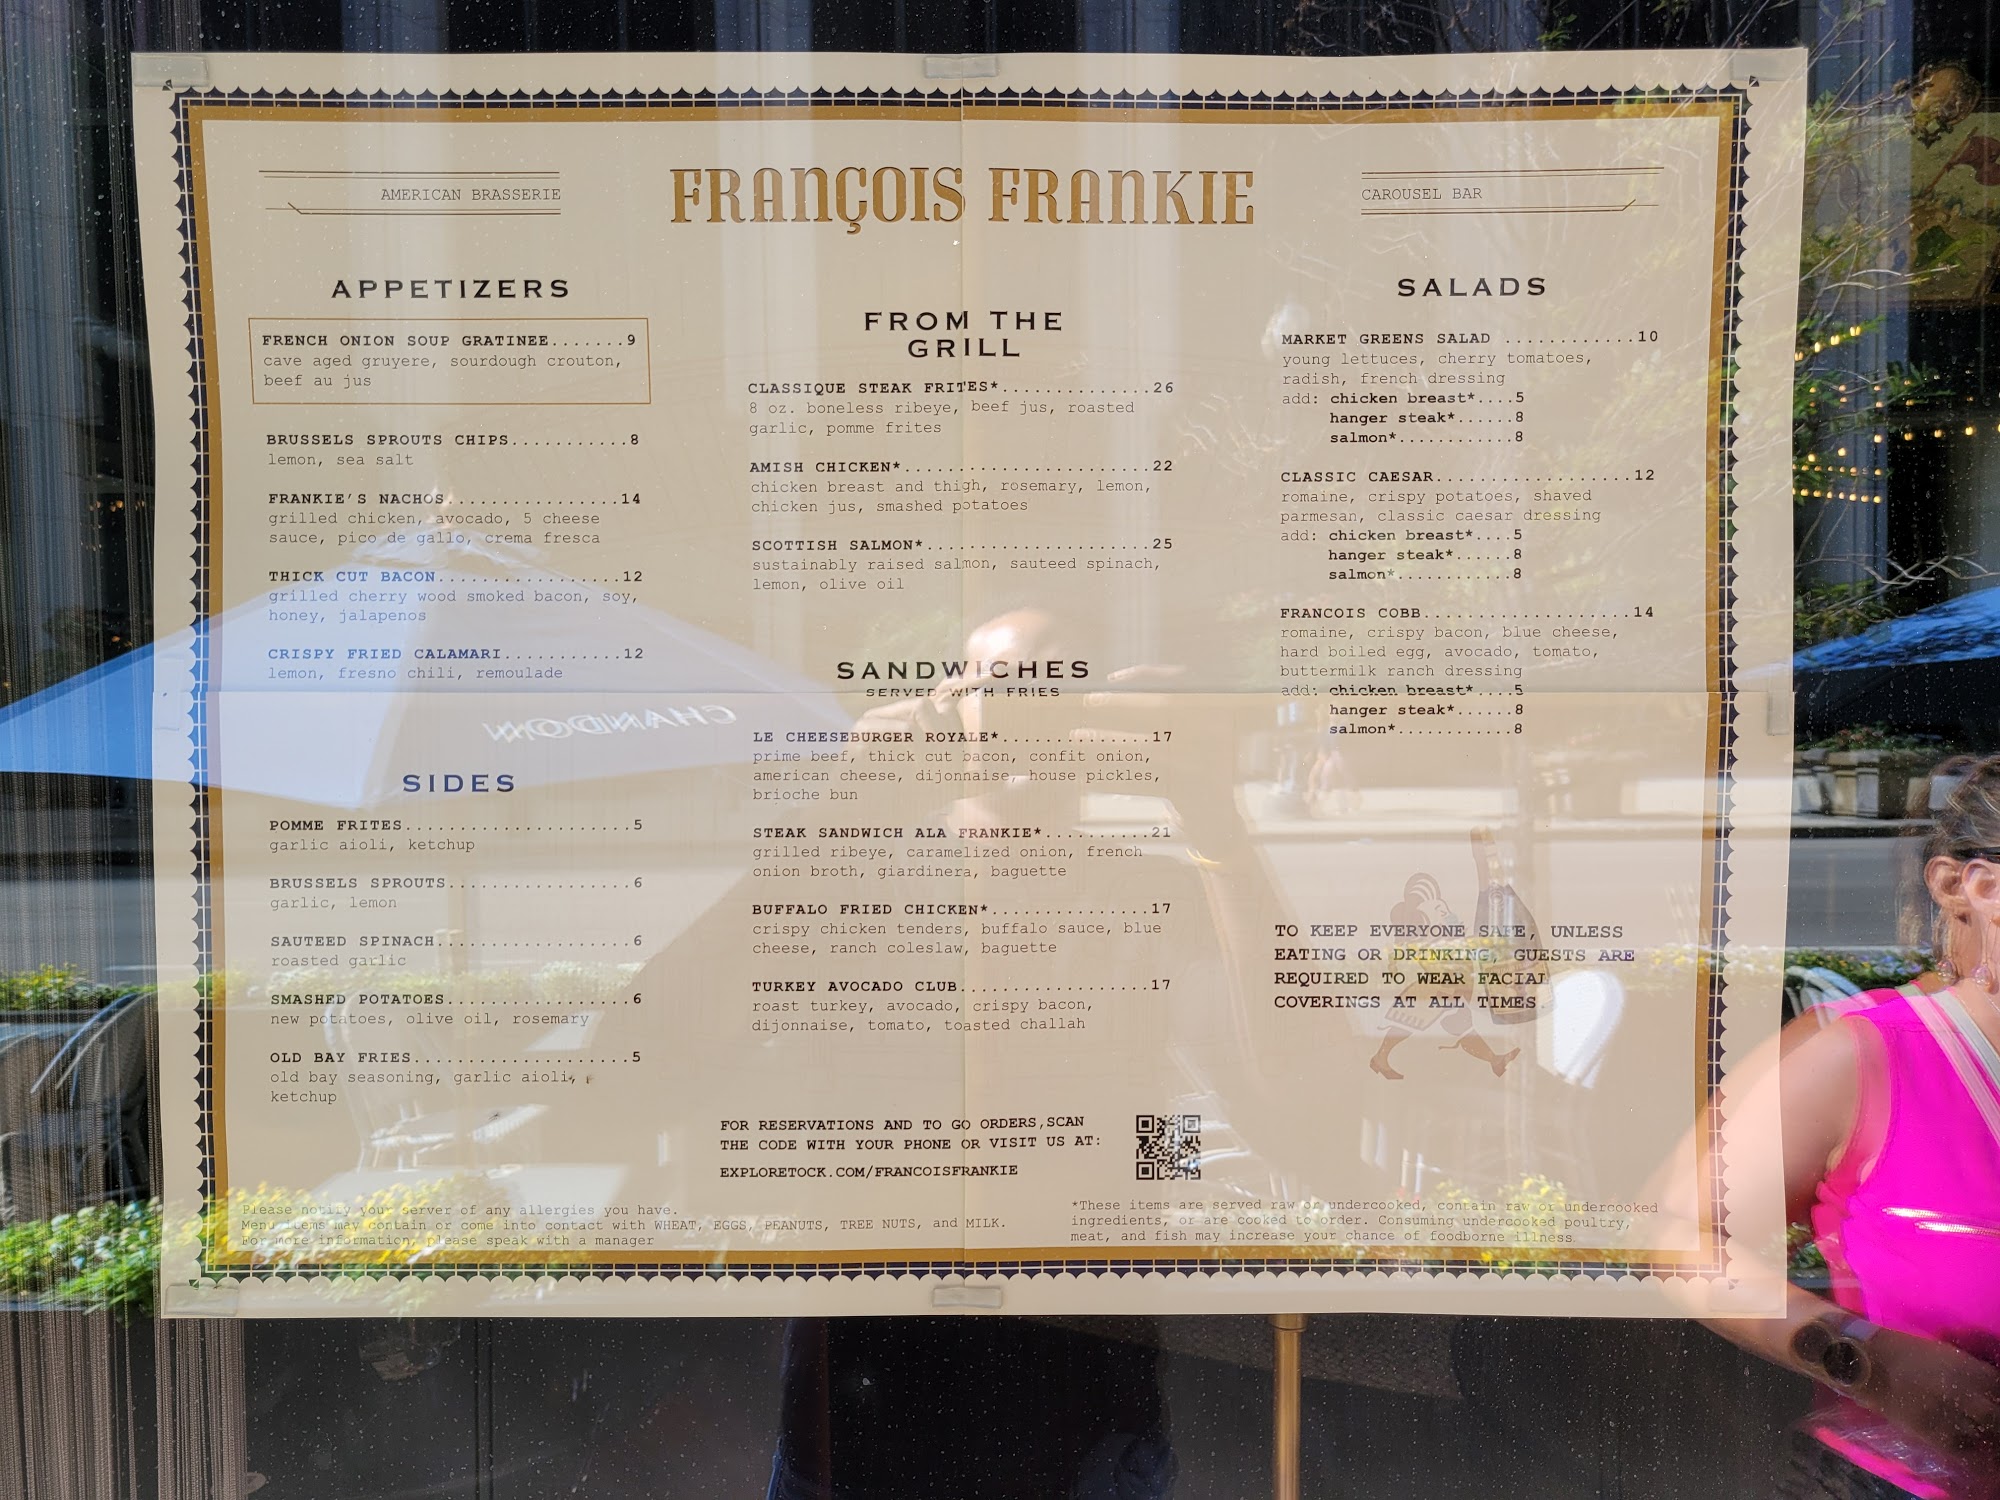 AMERICAN BRASSERIE
FRANÇOIS FRANKIE
CAROUSEL BAR
APPETIZERS
FRENCH ONION SOUP GRATINEE.......9
cave aged gruyere, sourdough crouton,
beef au jus
BRUSSELS SPROUTS CHIPS...........8
lemon, sea salt
FRANKIE'S NACHOS................14
grilled chicken, avocado, 5 cheese
sauce, pico de gallo, crema fresca
THICK CUT BACON.................12
grilled cherry wood smoked bacon, soy,
honey, jalapenos
CRISPY FRIED CALAMARI...........12
lemon, fresno chili, remoulade
CHANDON
SIDES
POMME FRITES.....................5
garlic aioli, ketchup
BRUSSELS SPROUTS.................6
garlic, lemon
SAUTEED SPINACH..................6
roasted garlic
SMASHED POTATOES.................6
new potatoes, olive oil, rosemary
OLD BAY FRIES....................5
old bay seasoning, garlic aioli,
ketchup
FROM THE
GRILL
CLASSIQUE STEAK FRITES*..............26
8 oz. boneless ribeye, beef jus, roasted
garlic, pomme frites
AMISH CHICKEN*.......................22
chicken breast and thigh, rosemary, lemon,
chicken jus, smashed potatoes
SCOTTISH SALMON*.....................25
sustainably raised salmon, sauteed spinach,
lemon, olive oil
SANDWICHES
SERVED WITH FRIES
LE CHEESEBURGER ROYALE*..............17
prime beef, thick cut bacon, confit onion,
american cheese, dijonnaise, house pickles,
brioche bun
STEAK SANDWICH ALA FRANKIE*..........21
grilled ribeye, caramelized onion, french
onion broth, giardinera, baguette
BUFFALO FRIED CHICKEN*...............17
crispy chicken tenders, buffalo sauce, blue
cheese, ranch coleslaw, baguette
TURKEY AVOCADO CLUB..................17
roast turkey, avocado, crispy bacon,
dijonnaise, tomato, toasted challah
SALADS
MARKET GREENS SALAD ............10
young lettuces, cherry tomatoes,
radish, french dressing
add: chicken breast*....5
hanger steak*......8
salmon*...........8
CLASSIC CAESAR..................12
romaine, crispy potatoes, shaved
parmesan, classic caesar dressing
add: chicken breast*....5
hanger steak*......8
salmon*...........8
FRANCOIS COBB...................14
romaine, crispy bacon, blue cheese,
hard boiled egg, avocado, tomato,
buttermilk ranch dressing
add: chicken breast*....5
hanger steak*......8
salmon*...........8
TO KEEP EVERYONE SAFE, UNLESS
EATING OR DRINKING, GUESTS ARE
REQUIRED TO WEAR FACIAL
COVERINGS AT ALL TIMES.
FOR RESERVATIONS AND TO GO ORDERS,SCAN
THE CODE WITH YOUR PHONE OR VISIT US AT:
EXPLORETOCK.COM/FRANCOISFRANKIE
Please notify your server of any allergies you have.
Menu items may contain or come into contact with WHEAT, EGGS, PEANUTS, TREE NUTS, and MILK.
For more information, please speak with a manager
*These items are served raw or undercooked, contain raw or undercooked
ingredients, or are cooked to order. Consuming undercooked poultry,
meat, and fish may increase your chance of foodborne illness.